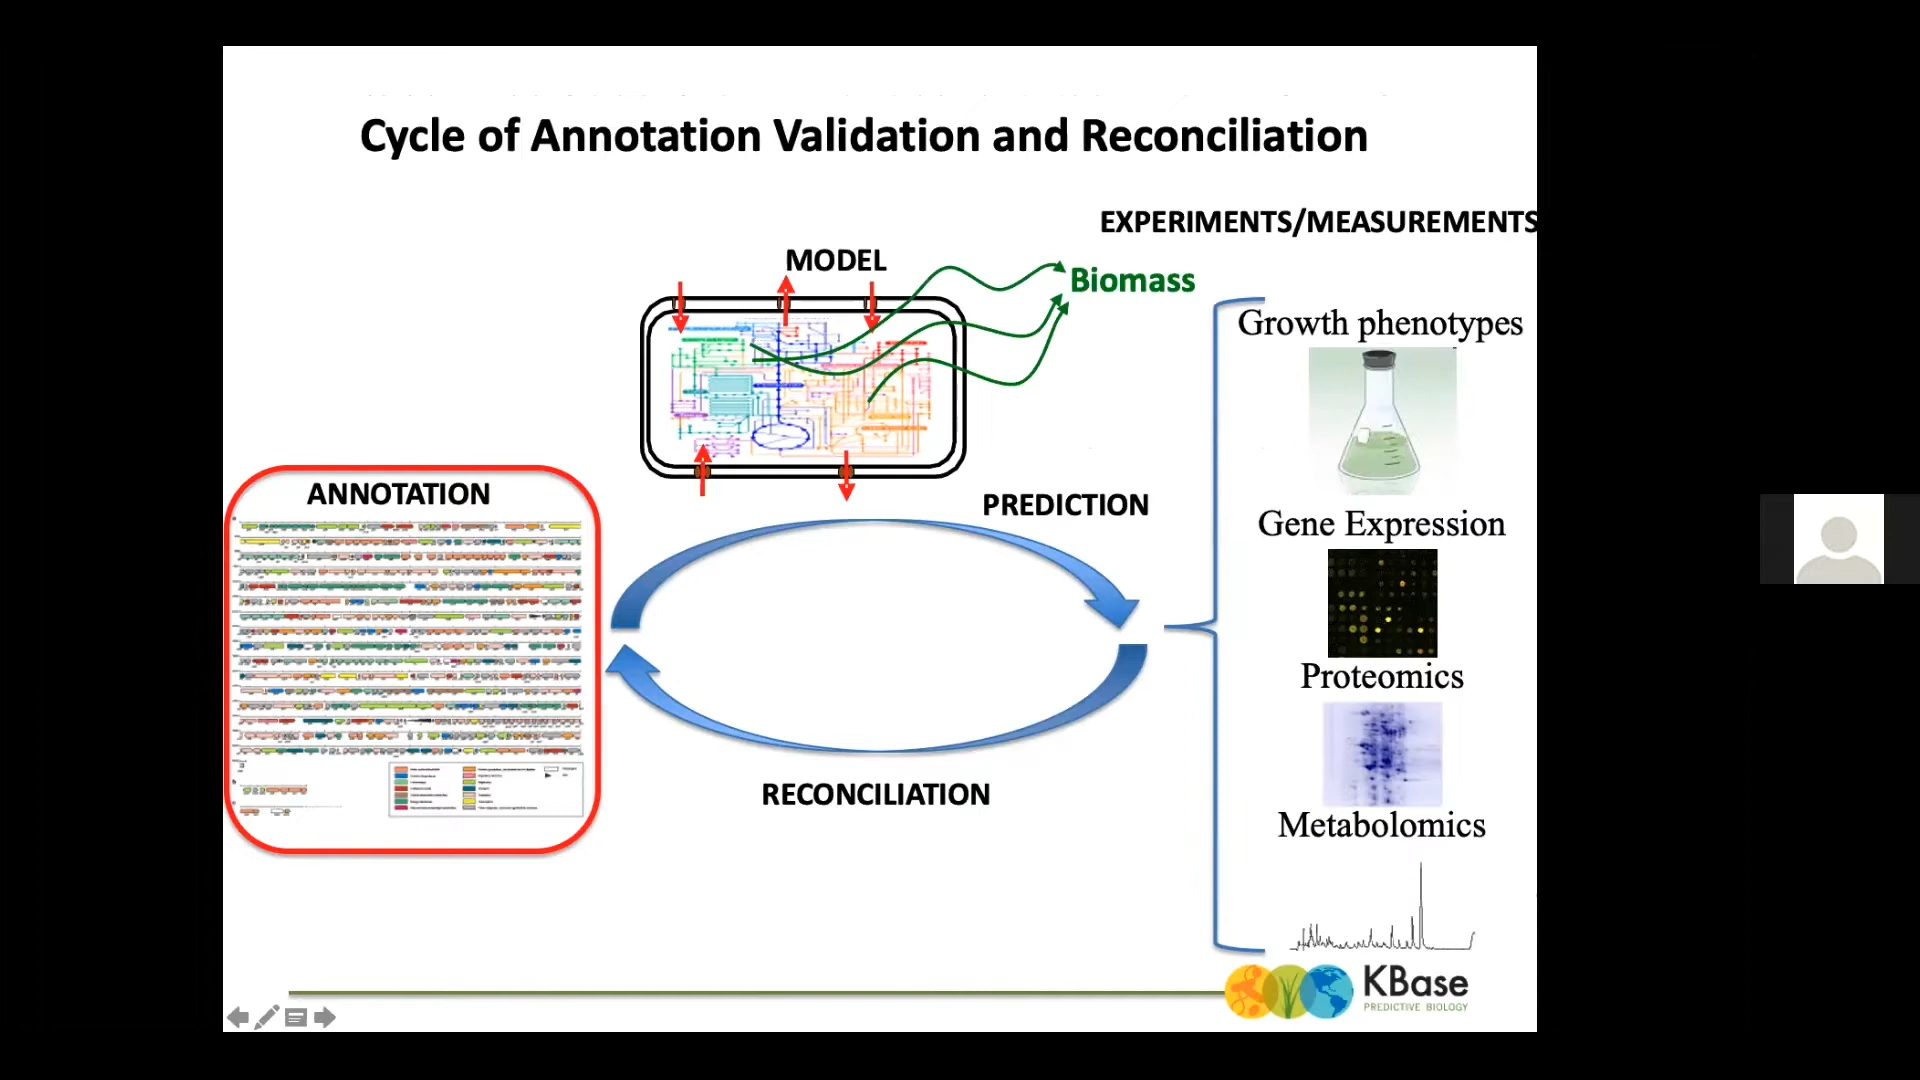 Cycle of Annotation Validation and Reconciliation
EXPERIMENTS/MEASUREMENTS
MODEL
Biomass
Growth phenotypes
ANNOTATION
PREDICTION
Gene Expression
Proteomics
RECONCILIATION
Metabolomics
KBase
PREDICTIVE BIOLOGY